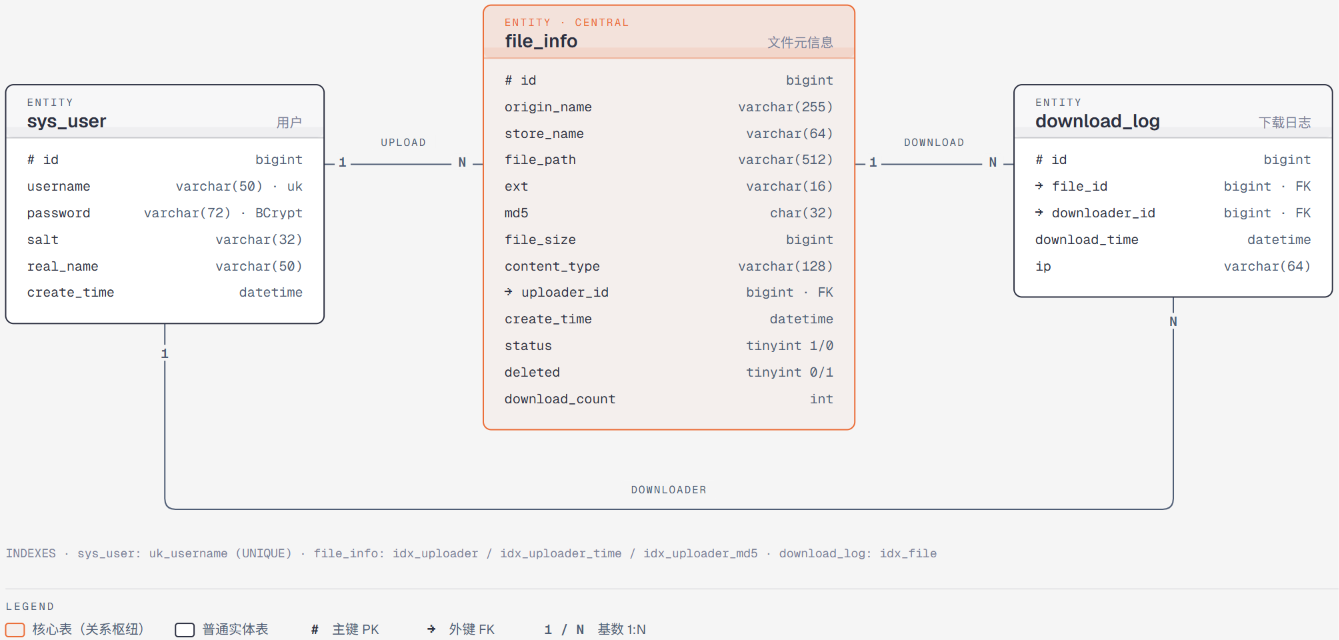 ENTITY
sys_user 用户
# id bigint
username varchar(50) · uk
password varchar(72) · BCrypt
salt varchar(32)
real_name varchar(50)
create_time datetime
UPLOAD
1 N
ENTITY · CENTRAL
file_info 文件元信息
# id bigint
origin_name varchar(255)
store_name varchar(64)
file_path varchar(512)
ext varchar(16)
md5 char(32)
file_size bigint
content_type varchar(128)
→ uploader_id bigint · FK
create_time datetime
status tinyint 1/0
deleted tinyint 0/1
download_count int
DOWNLOAD
1 N
ENTITY
download_log 下载日志
# id bigint
→ file_id bigint · FK
→ downloader_id bigint · FK
download_time datetime
ip varchar(64)
1
N
DOWNLOADER
INDEXES · sys_user: uk_username (UNIQUE) · file_info: idx_uploader / idx_uploader_time / idx_uploader_md5 · download_log: idx_file
LEGEND
核心表（关系枢纽） 普通实体表 # 主键 PK → 外键 FK 1 / N 基数 1:N